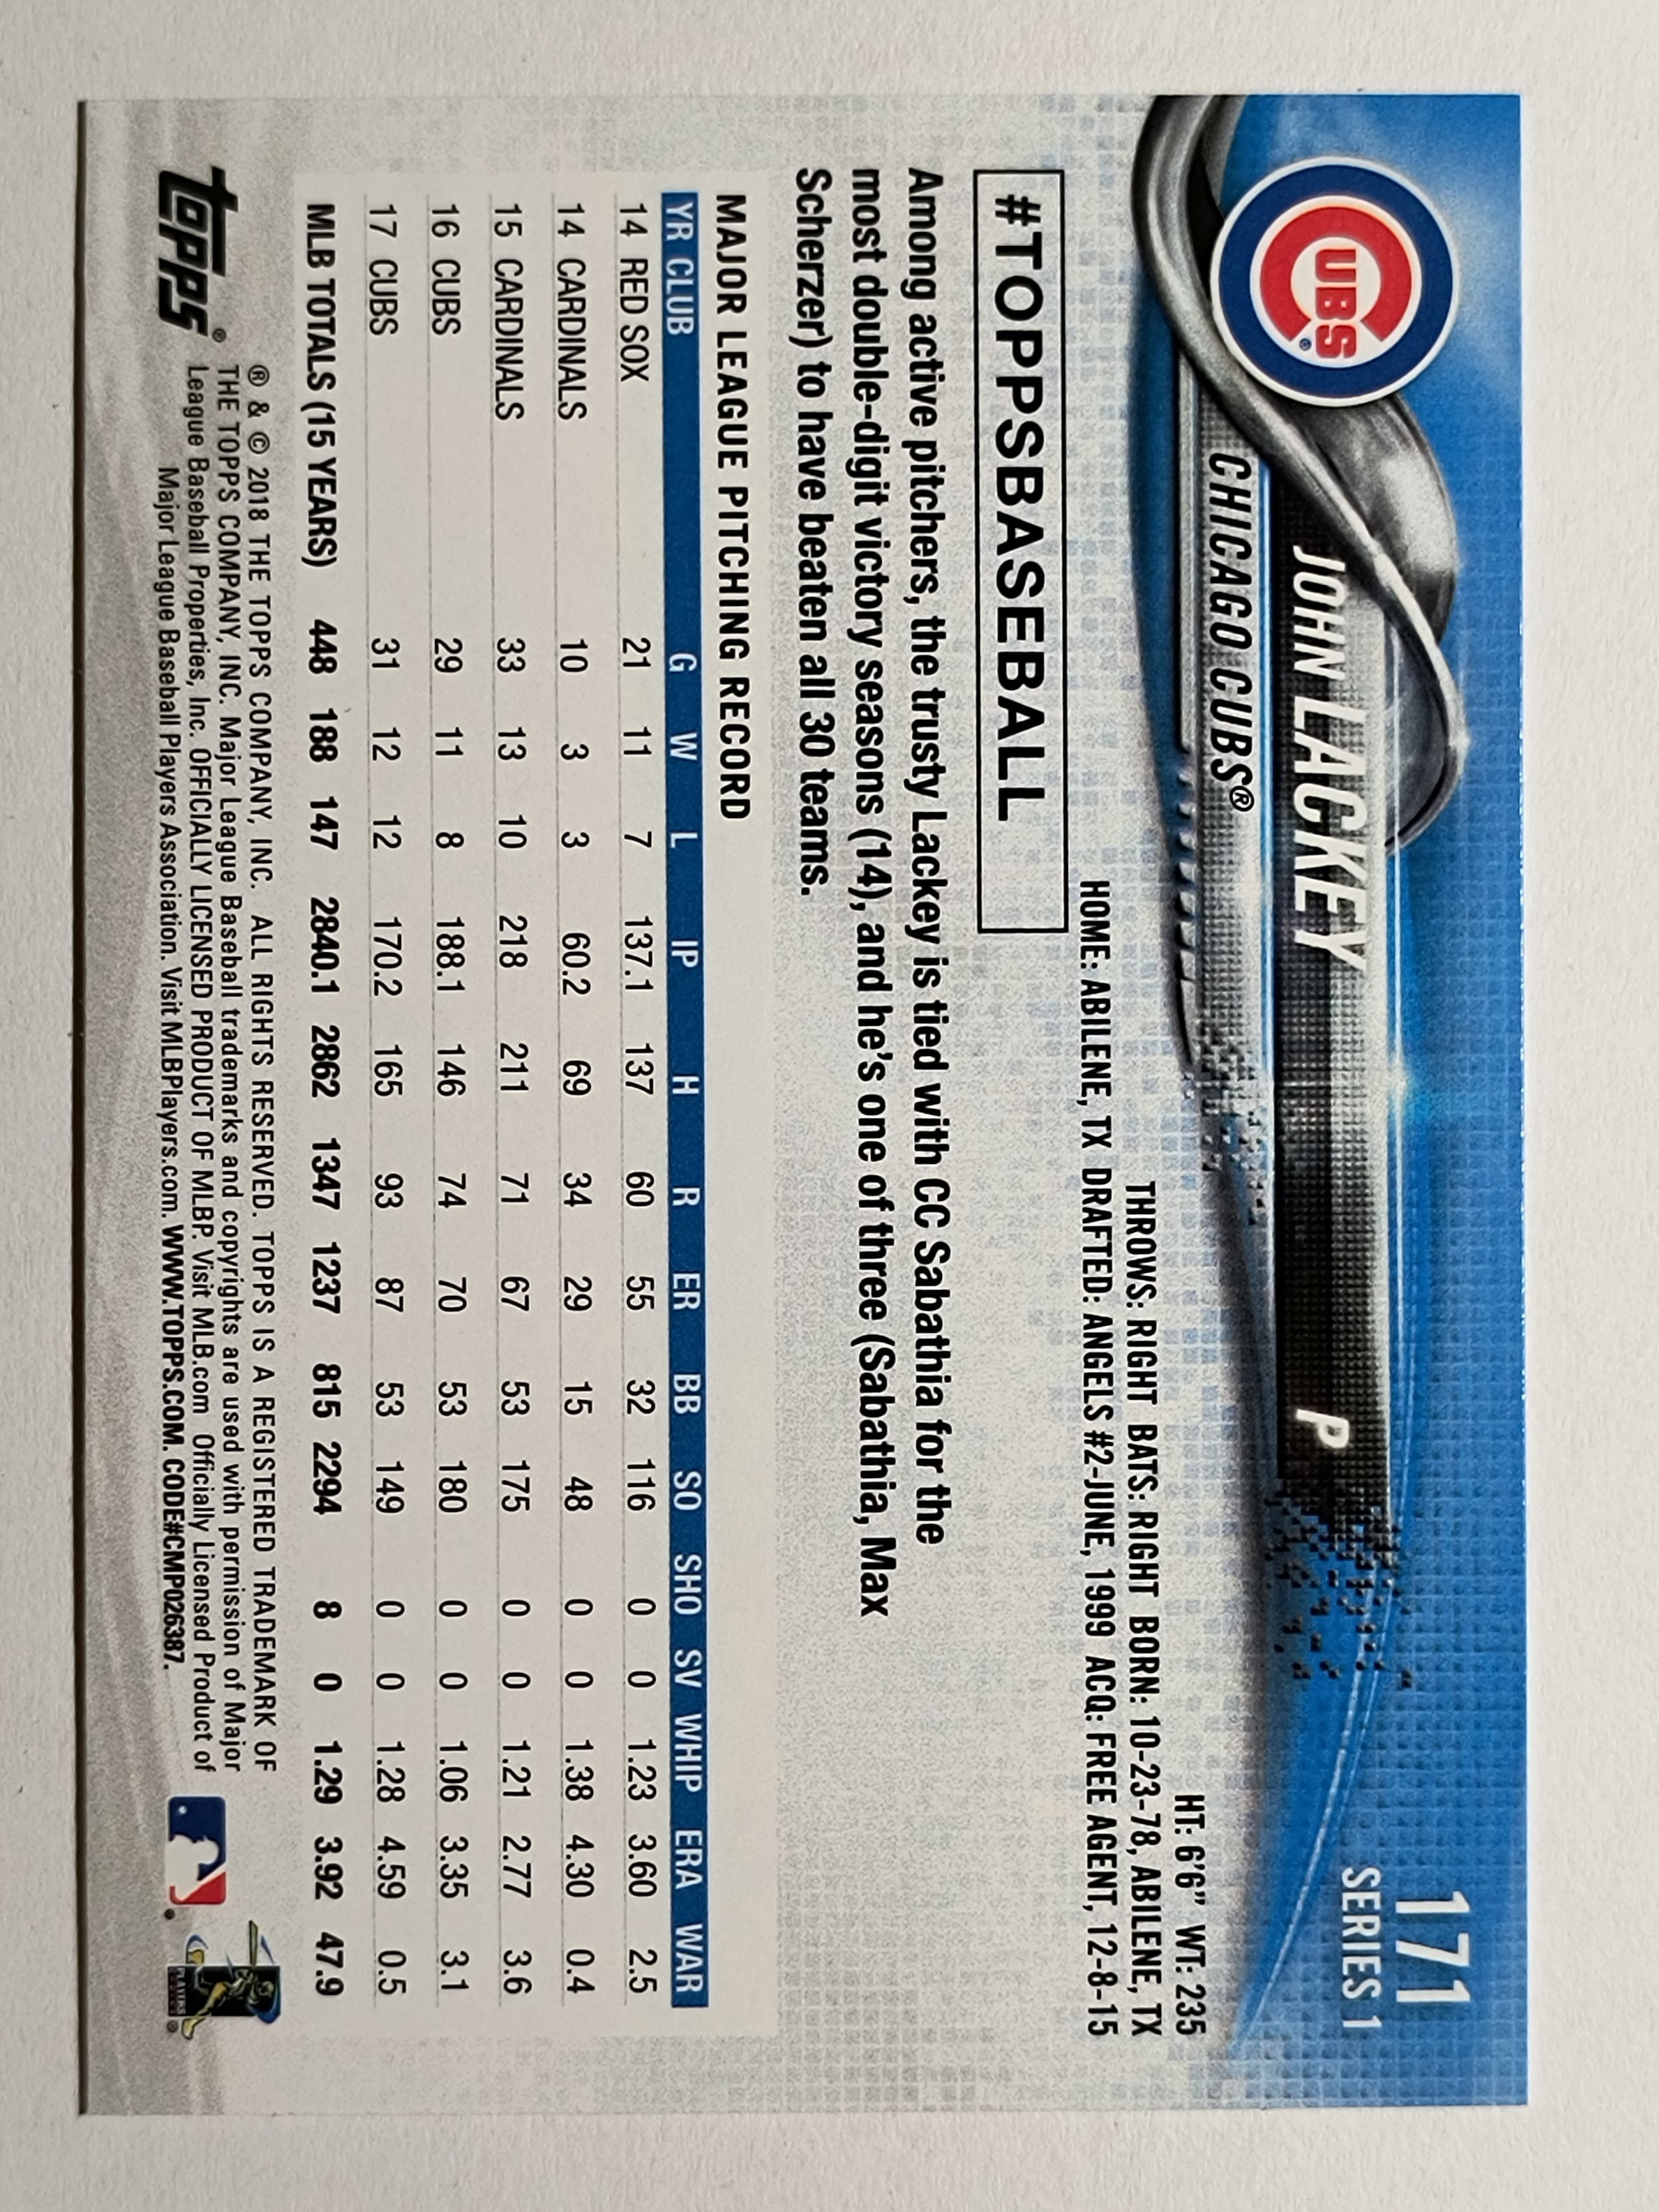 171
SERIES 1
JOHN LACKEY P
CUBS®
CHICAGO CUBS®
HT: 6'6" WT: 235
THROWS: RIGHT BATS: RIGHT BORN: 10-23-78, ABILENE, TX
HOME: ABILENE, TX DRAFTED: ANGELS #2-JUNE, 1999 ACQ: FREE AGENT, 12-8-15
#TOPPSBASEBALL
Among active pitchers, the trusty Lackey is tied with CC Sabathia for the
most double-digit victory seasons (14), and he's one of three (Sabathia, Max
Scherzer) to have beaten all 30 teams.
MAJOR LEAGUE PITCHING RECORD
YR CLUB G W L IP H R ER BB SO SHO SV WHIP ERA WAR
14 RED SOX 21 11 7 137.1 137 60 55 32 116 0 0 1.23 3.60 2.5
14 CARDINALS 10 3 3 60.2 69 34 29 15 48 0 0 1.38 4.30 0.4
15 CARDINALS 33 13 10 218 211 71 67 53 175 0 0 1.21 2.77 3.6
16 CUBS 29 11 8 188.1 146 74 70 53 180 0 0 1.06 3.35 3.1
17 CUBS 31 12 12 170.2 165 93 87 53 149 0 0 1.28 4.59 0.5
MLB TOTALS (15 YEARS) 448 188 147 2840.1 2862 1347 1237 815 2294 8 0 1.29 3.92 47.9
topps®
® & © 2018 THE TOPPS COMPANY, INC. ALL RIGHTS RESERVED. TOPPS IS A REGISTERED TRADEMARK OF
THE TOPPS COMPANY, INC. Major League Baseball trademarks and copyrights are used with permission of Major
League Baseball Properties, Inc. OFFICIALLY LICENSED PRODUCT OF MLBP. Visit MLB.com Officially Licensed Product of
Major League Baseball Players Association. Visit MLBPlayers.com. WWW.TOPPS.COM. CODE#CMP026387.
PLAYERS